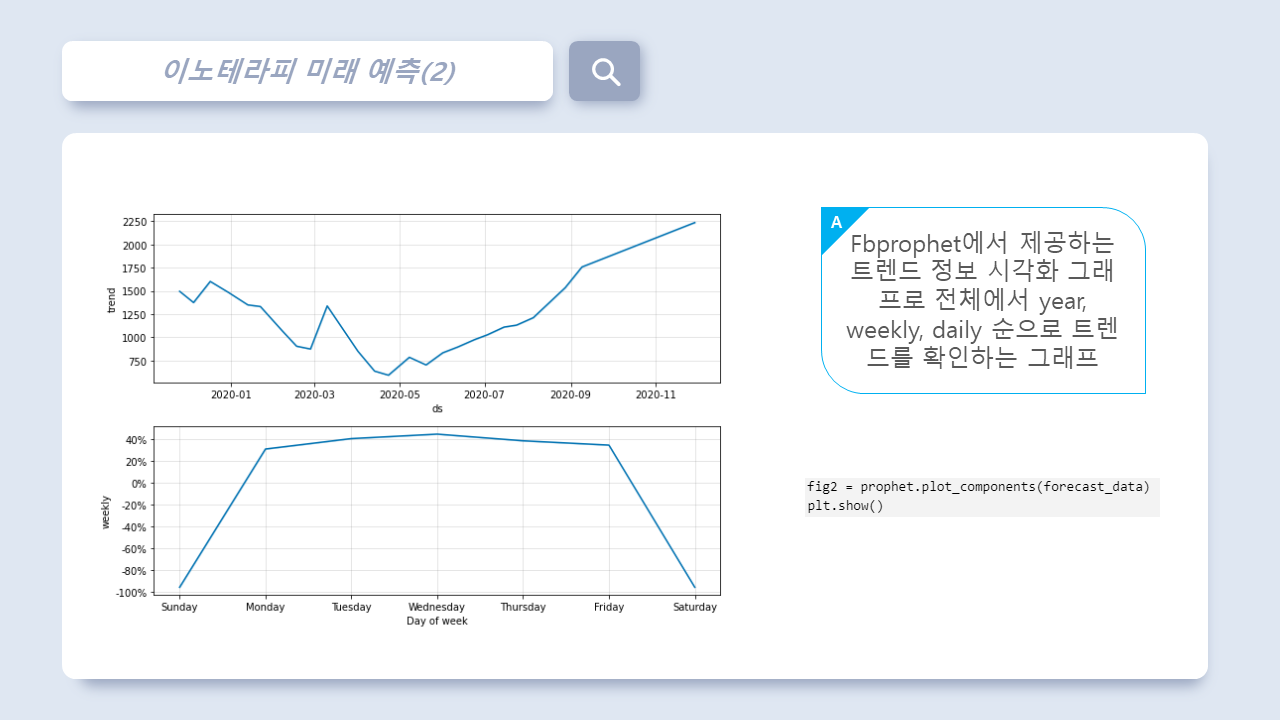 이노테라피 미래 예측(2)
2250
2000
1750
1500
1250
1000
750
trend
2020-01 2020-03 2020-05 2020-07 2020-09 2020-11
ds
40%
20%
0%
-20%
-40%
-60%
-80%
-100%
weekly
Sunday Monday Tuesday Wednesday Thursday Friday Saturday
Day of week
A
Fbprophet에서 제공하는
트렌드 정보 시각화 그래
프로 전체에서 year,
weekly, daily 순으로 트렌
드를 확인하는 그래프
fig2 = prophet.plot_components(forecast_data)
plt.show()